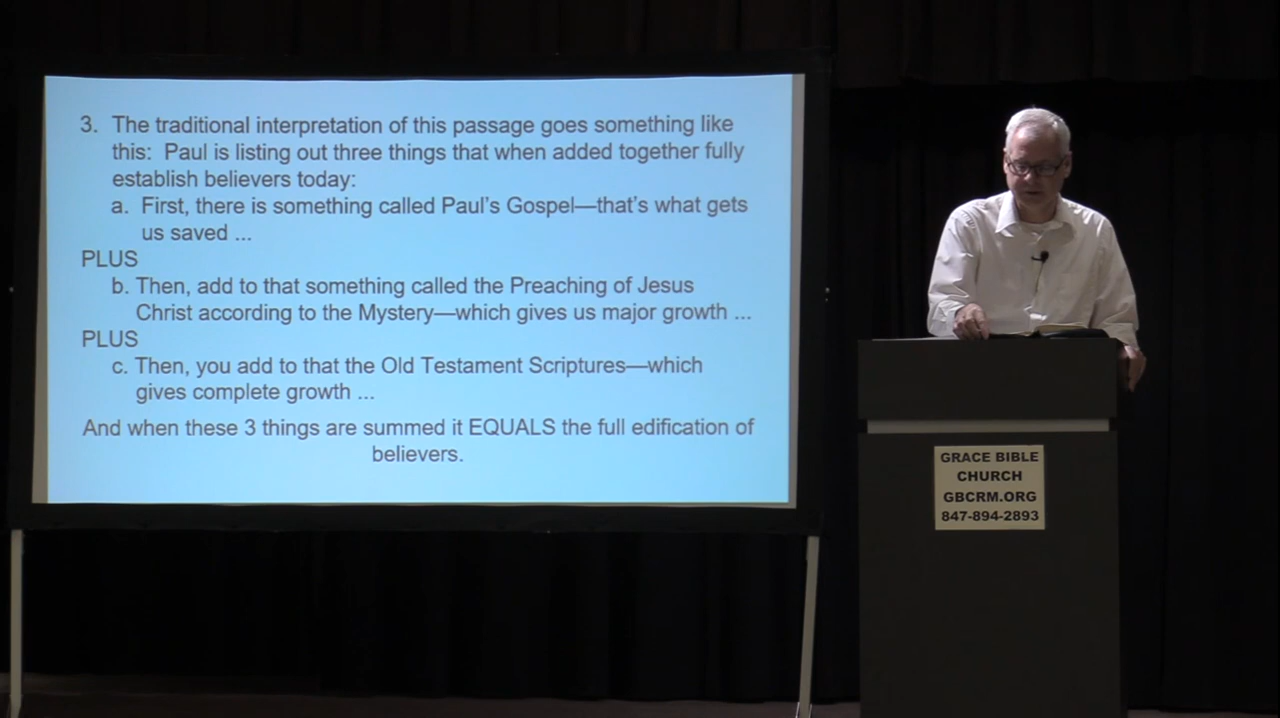 3. The traditional interpretation of this passage goes something like
this: Paul is listing out three things that when added together fully
establish believers today:
a. First, there is something called Paul's Gospel—that's what gets
us saved ...
PLUS
b. Then, add to that something called the Preaching of Jesus
Christ according to the Mystery—which gives us major growth ...
PLUS
c. Then, you add to that the Old Testament Scriptures—which
gives complete growth ...
And when these 3 things are summed it EQUALS the full edification of
believers.
GRACE BIBLE
CHURCH
GBCRM.ORG
847-894-2893